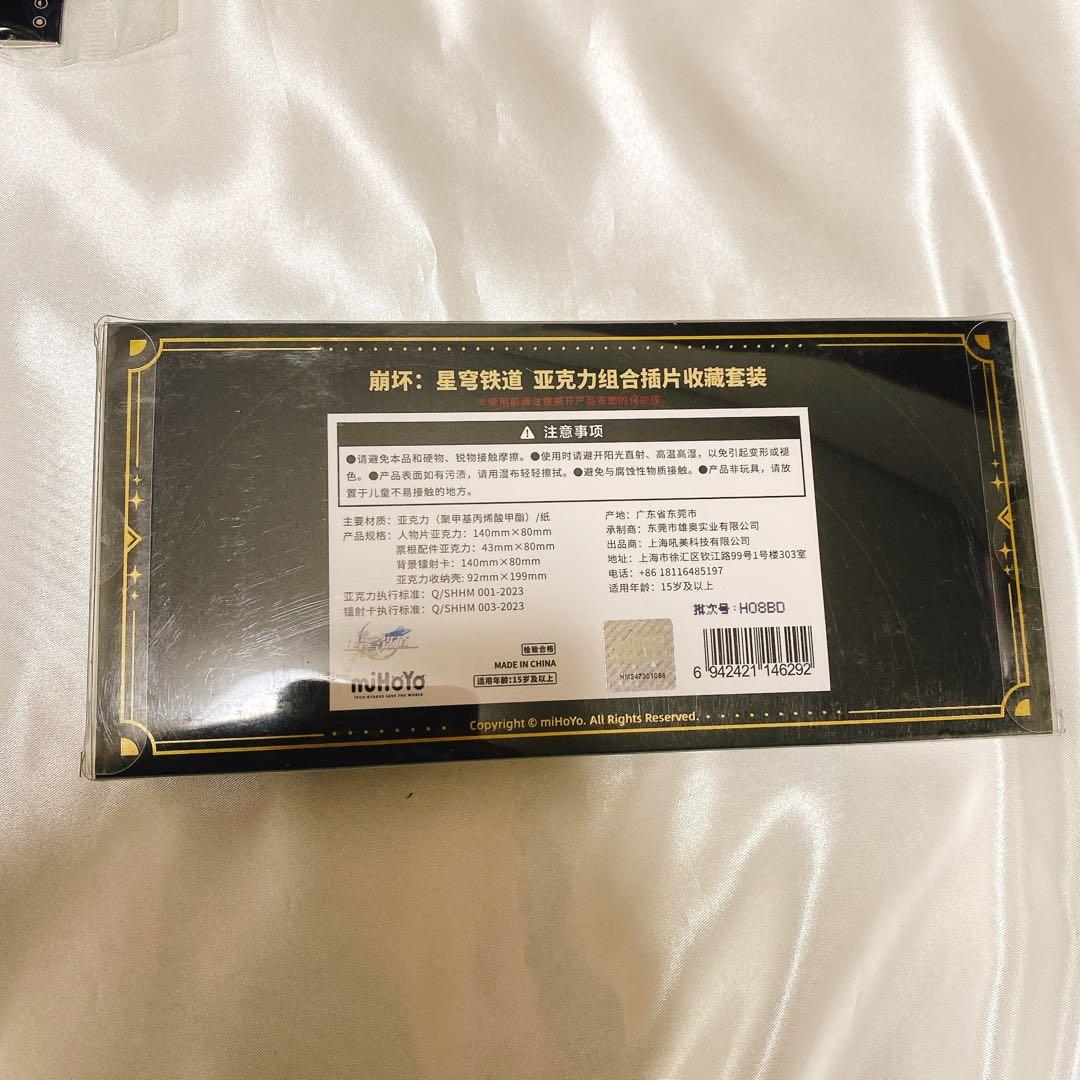 崩坏：星穹铁道 亚克力组合插片收藏套装
※使用前请注意揭开产品表面的保护膜。
注意事项
●请避免本品和硬物、锐物接触摩擦。●使用时请避开阳光直射、高温高湿，以免引起变形或褪
色。●产品表面如有污渍，请用湿布轻轻擦拭。●避免与腐蚀性物质接触。●产品非玩具，请放
置于儿童不易接触的地方。
主要材质：亚克力（聚甲基丙烯酸甲酯）/纸
产品规格：人物片亚克力：140mm×80mm
票根配件亚克力：43mm×80mm
背景镭射卡：140mm×80mm
亚克力收纳壳：92mm×199mm
亚克力执行标准：Q/SHHM 001-2023
镭射卡执行标准：Q/SHHM 003-2023
产地：广东省东莞市
承制商：东莞市雄奥实业有限公司
出品商：上海吼美科技有限公司
地址：上海市徐汇区钦江路99号1号楼303室
电话：+86 18116485197
适用年龄：15岁及以上
批次号：H08BD
崩坏 星穹铁道
miHoYo
TECH OTAKUS SAVE THE WORLD
检验合格
MADE IN CHINA
适用年龄:15岁及以上
HM247301086
6 942421 146292
Copyright © miHoYo. All Rights Reserved.